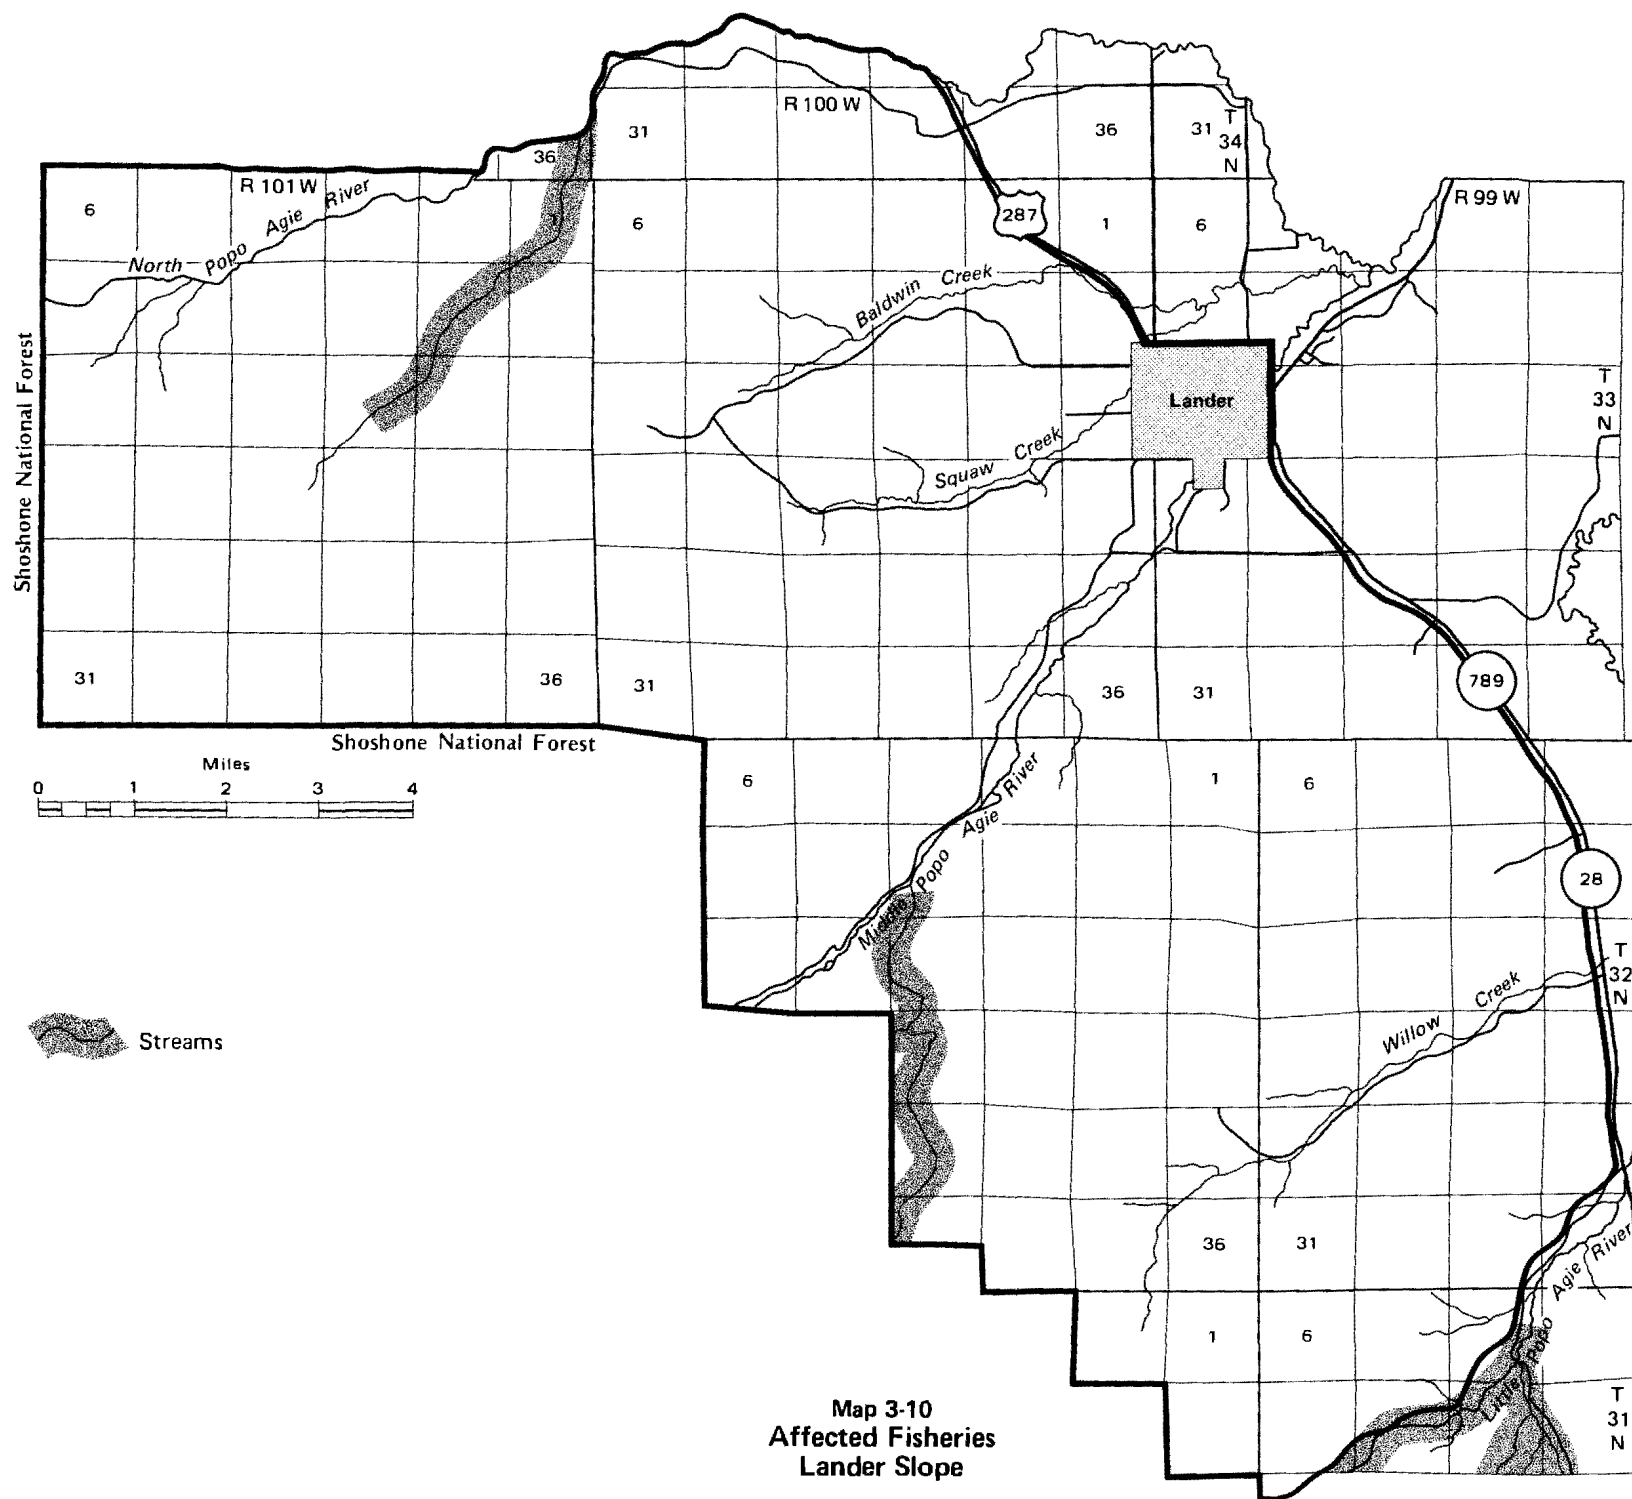 R 100 W
31
36
31
T
34
N
36
R 101 W
6
North Popo Agie River
1
6
287
1
6
R 99 W
Baldwin Creek
Shoshone National Forest
Lander
T
33
N
Squaw Creek
31
36
31
36
31
789
Shoshone National Forest
Miles
0 1 2 3 4
6
1
6
Middle Popo Agie River
28
T
32
N
Willow Creek
Streams
36
31
Little Popo Agie River
1
6
T
31
N
Map 3-10
Affected Fisheries
Lander Slope